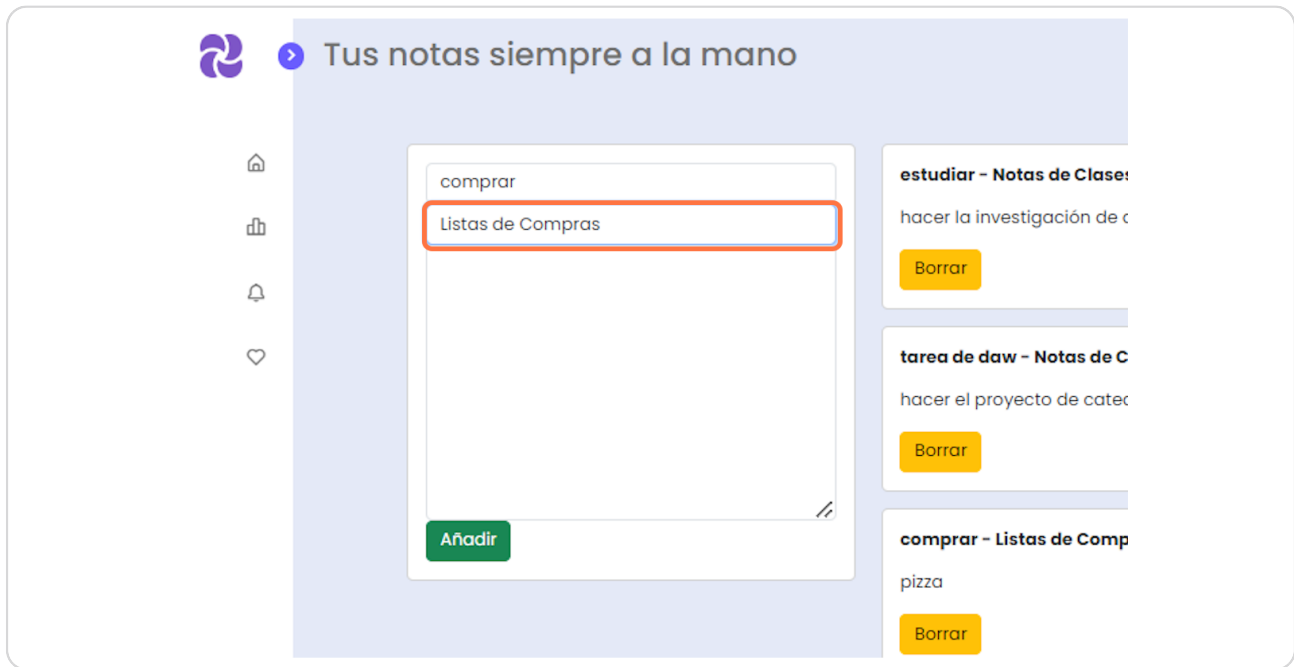 Tus notas siempre a la mano
comprar
Listas de Compras
Añadir
estudiar - Notas de Clases
hacer la investigación de
Borrar
tarea de daw - Notas de C
hacer el proyecto de cated
Borrar
comprar - Listas de Comp
pizza
Borrar